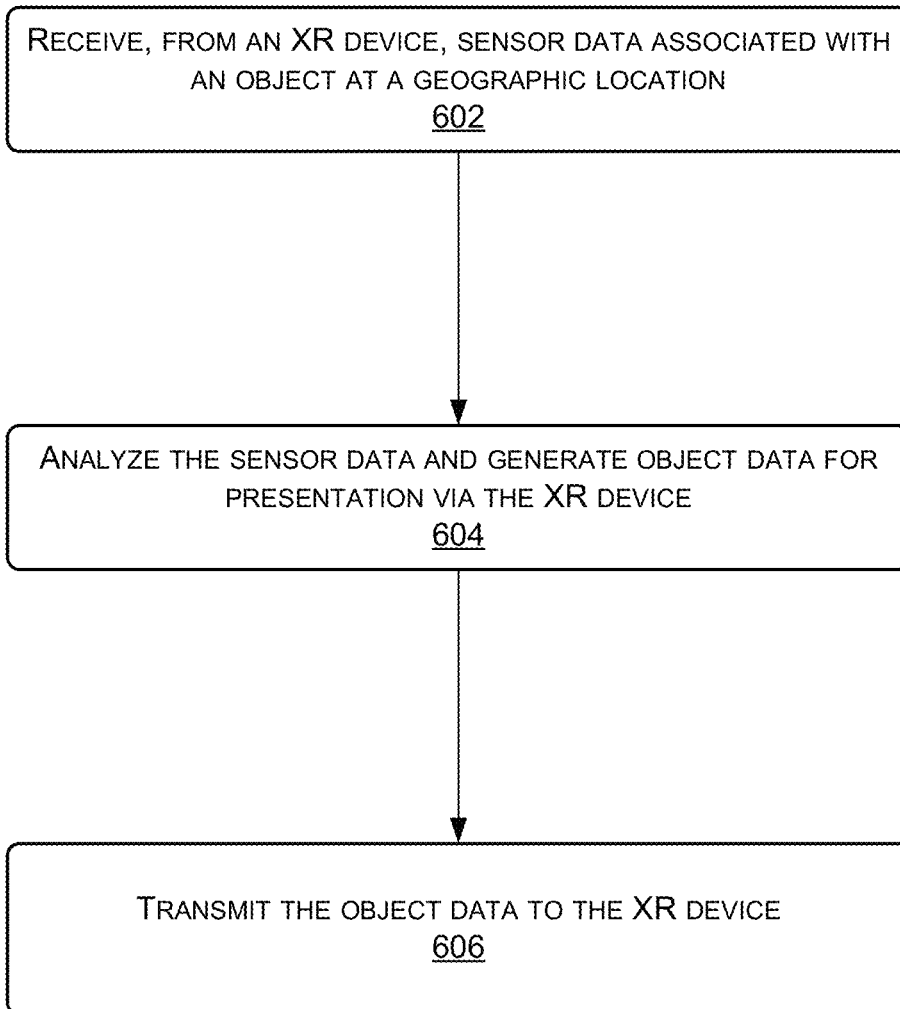 RECEIVE, FROM AN XR DEVICE, SENSOR DATA ASSOCIATED WITH
AN OBJECT AT A GEOGRAPHIC LOCATION
602
ANALYZE THE SENSOR DATA AND GENERATE OBJECT DATA FOR
PRESENTATION VIA THE XR DEVICE
604
TRANSMIT THE OBJECT DATA TO THE XR DEVICE
606